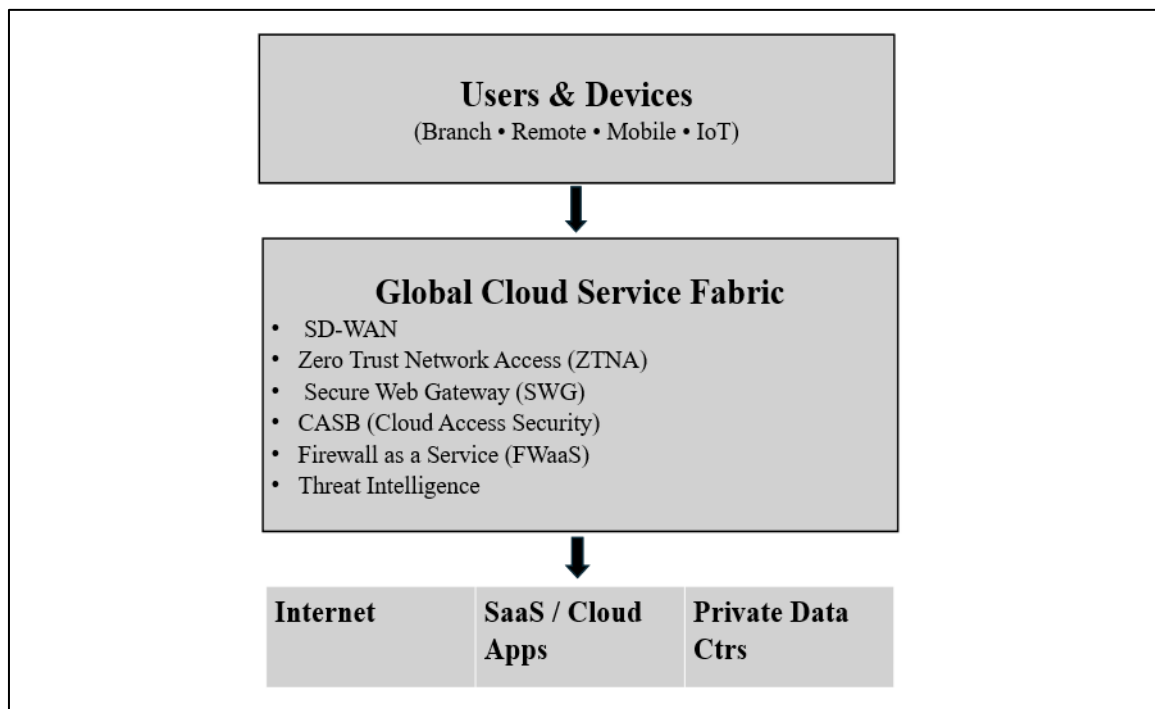 Users & Devices
(Branch • Remote • Mobile • IoT)
Global Cloud Service Fabric
• SD-WAN
• Zero Trust Network Access (ZTNA)
• Secure Web Gateway (SWG)
• CASB (Cloud Access Security)
• Firewall as a Service (FWaaS)
• Threat Intelligence
Internet
SaaS / Cloud
Apps
Private Data
Ctrs